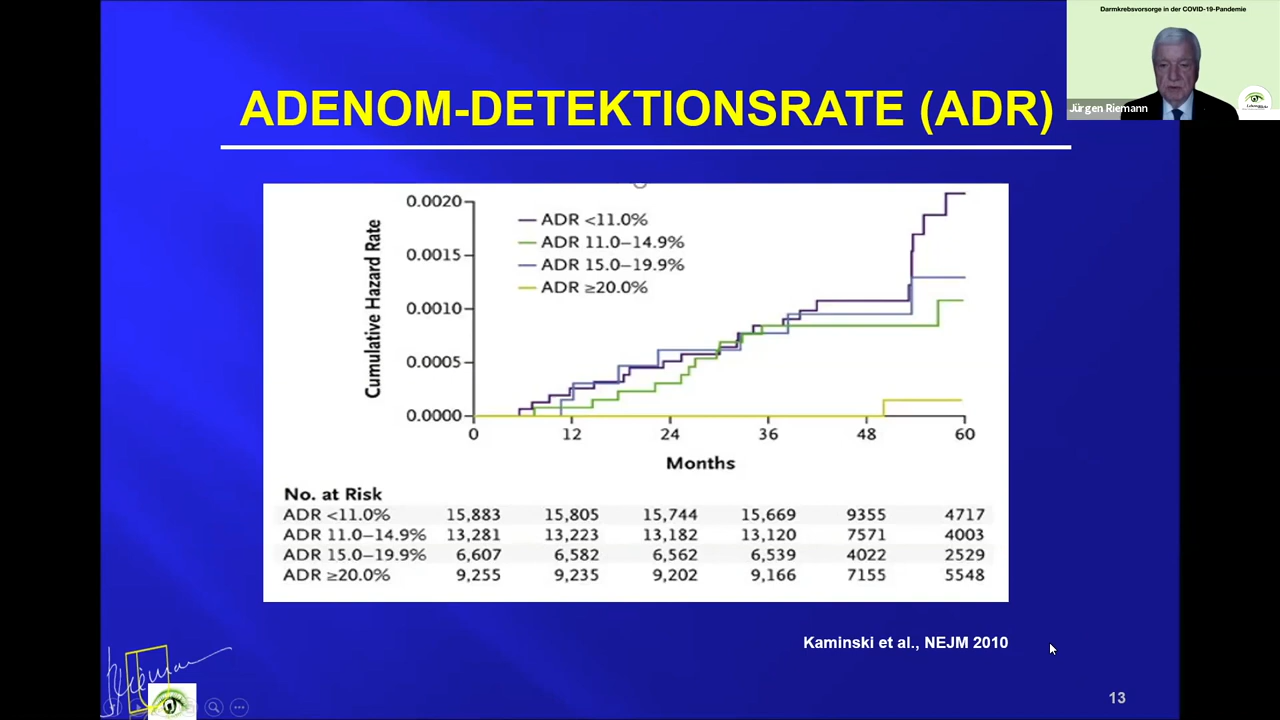 Darmkrebsvorsorge in der COVID-19-Pandemie
Jürgen Riemann
ADENOM-DETEKTIONSRATE (ADR)
Cumulative Hazard Rate
0.0020
0.0015
0.0010
0.0005
0.0000
ADR <11.0%
ADR 11.0–14.9%
ADR 15.0–19.9%
ADR ≥20.0%
0 12 24 36 48 60
Months
No. at Risk
ADR <11.0% 15,883 15,805 15,744 15,669 9355 4717
ADR 11.0–14.9% 13,281 13,223 13,182 13,120 7571 4003
ADR 15.0–19.9% 6,607 6,582 6,562 6,539 4022 2529
ADR ≥20.0% 9,255 9,235 9,202 9,166 7155 5548
Kaminski et al., NEJM 2010
13